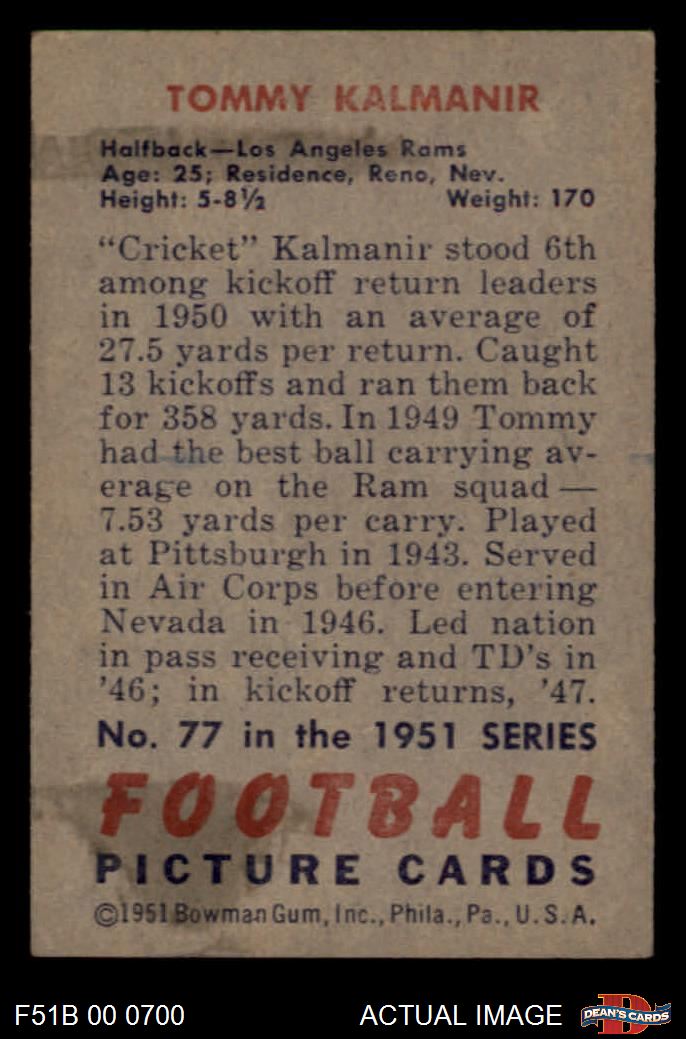 TOMMY KALMANIR
Halfback—Los Angeles Rams
Age: 25; Residence, Reno, Nev.
Height: 5-8½ Weight: 170
“Cricket” Kalmanir stood 6th
among kickoff return leaders
in 1950 with an average of
27.5 yards per return. Caught
13 kickoffs and ran them back
for 358 yards. In 1949 Tommy
had the best ball carrying av-
erage on the Ram squad —
7.53 yards per carry. Played
at Pittsburgh in 1943. Served
in Air Corps before entering
Nevada in 1946. Led nation
in pass receiving and TD's in
'46; in kickoff returns, '47.
No. 77 in the 1951 SERIES
FOOTBALL
PICTURE CARDS
©1951 Bowman Gum, Inc., Phila., Pa., U. S. A.
F51B 00 0700 ACTUAL IMAGE D DEAN'S CARDS